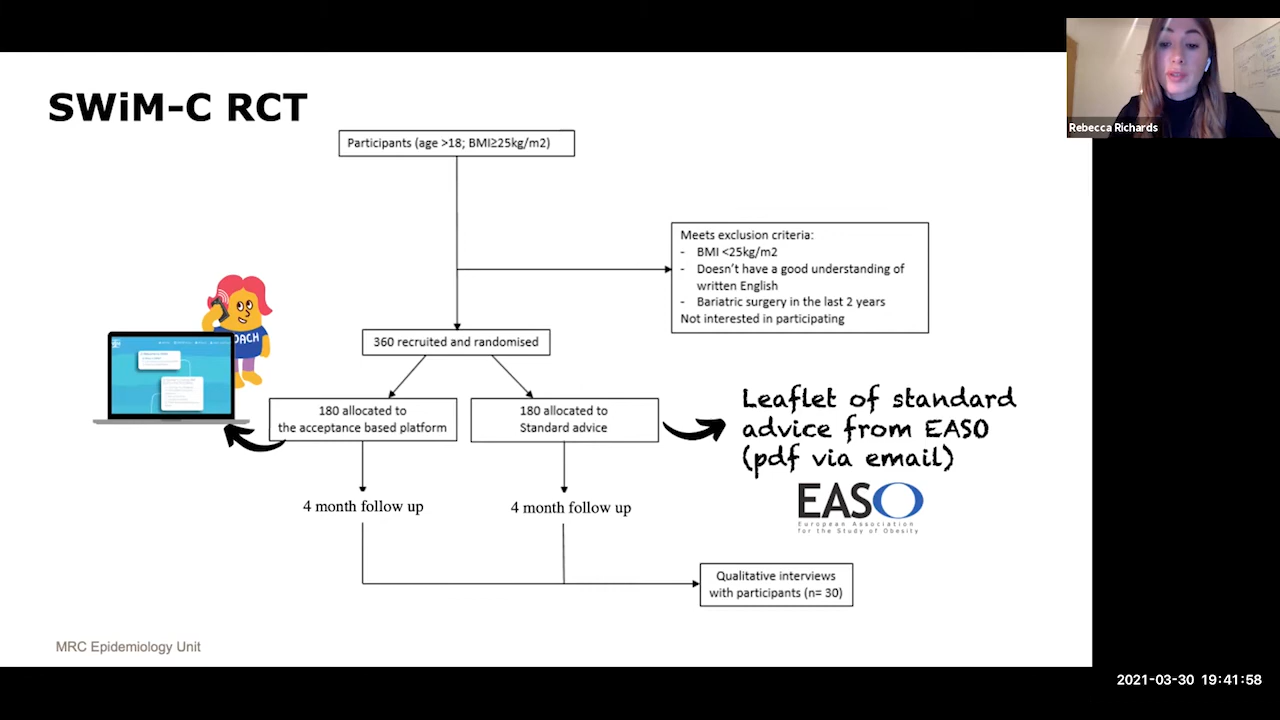 SWiM-C RCT
Participants (age >18; BMI≥25kg/m2)
Meets exclusion criteria:
- BMI <25kg/m2
- Doesn't have a good understanding of
written English
- Bariatric surgery in the last 2 years
Not interested in participating
360 recruited and randomised
COACH
180 allocated to
the acceptance based platform
180 allocated to
Standard advice
Leaflet of standard
advice from EASO
(pdf via email)
EASO
European Association
for the Study of Obesity
4 month follow up
4 month follow up
Qualitative interviews
with participants (n= 30)
MRC Epidemiology Unit
Rebecca Richards
2021-03-30 19:41:58